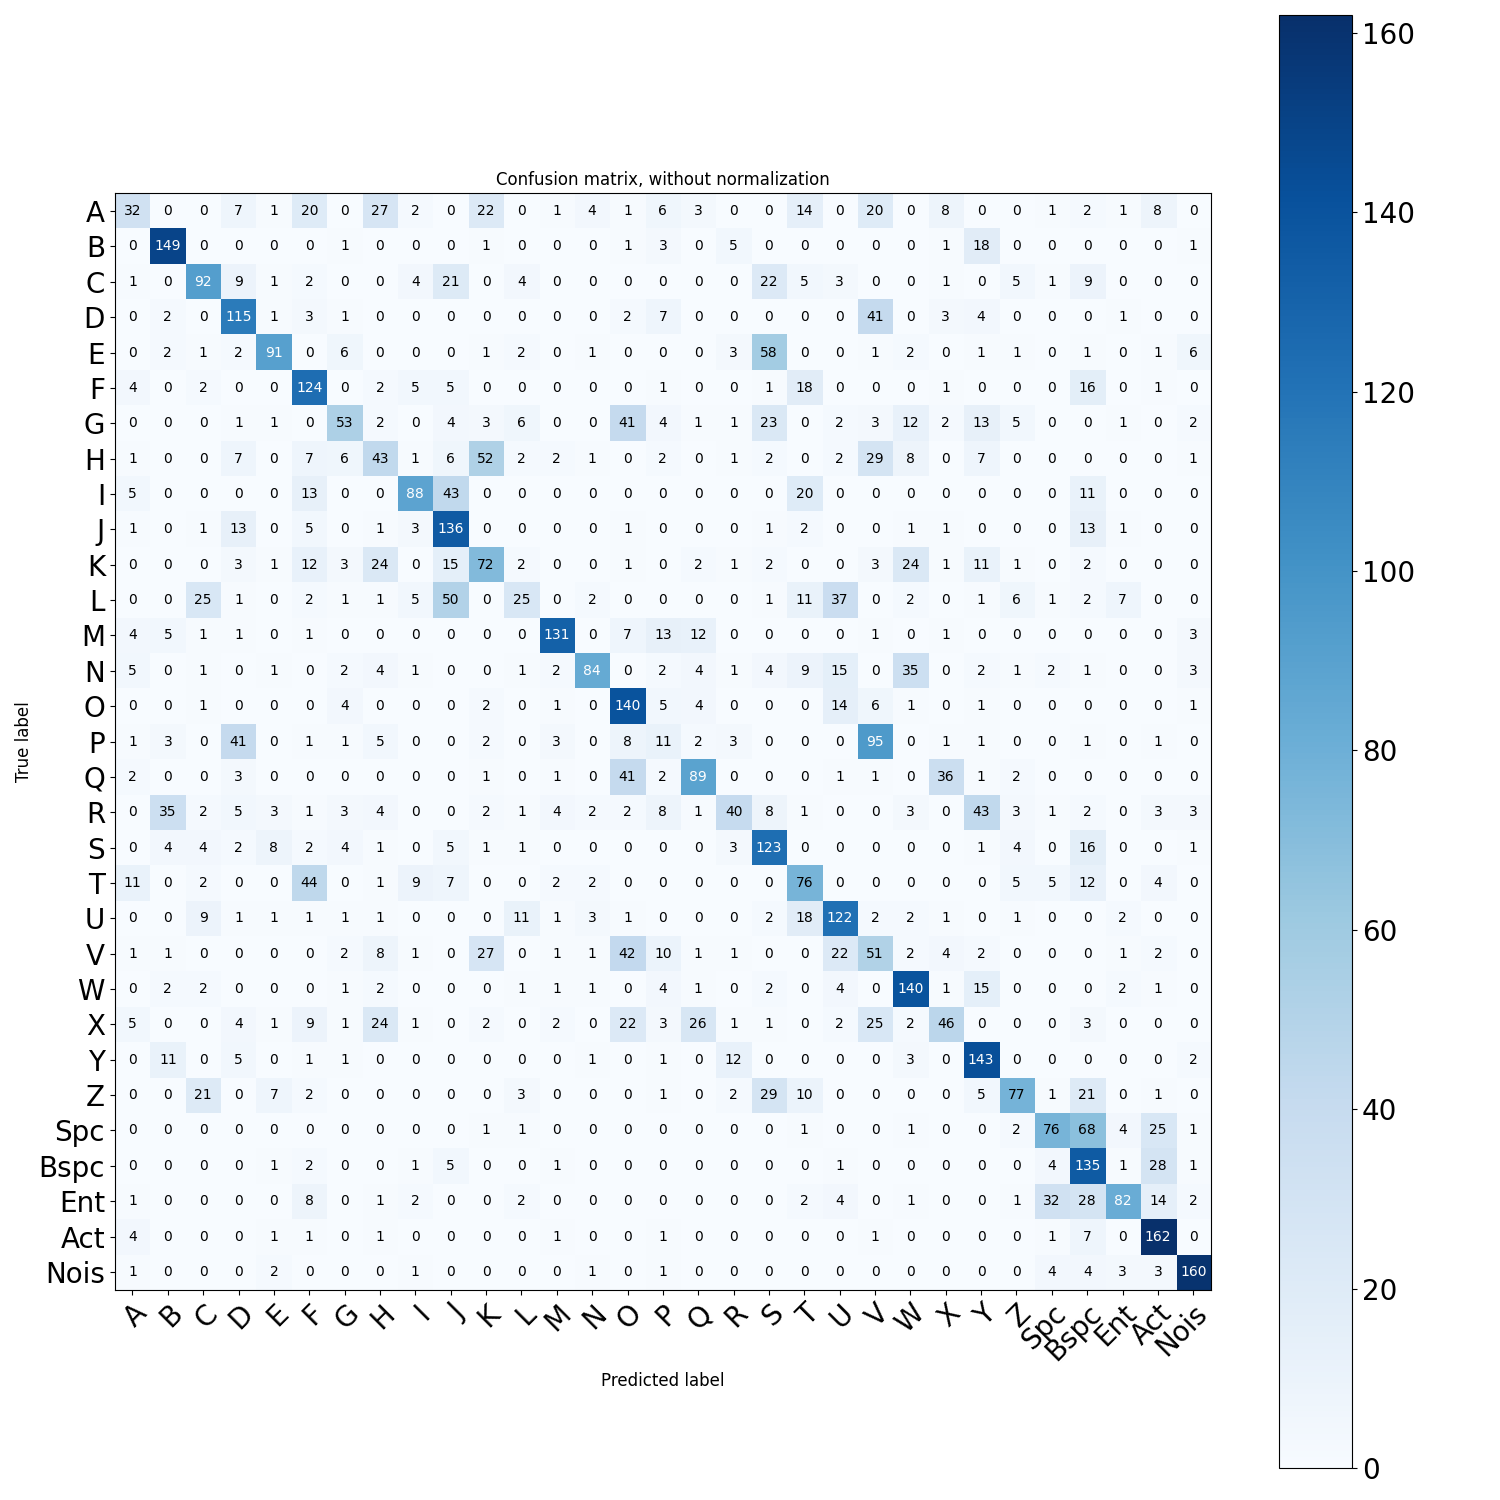 Confusion matrix, without normalization
A 32 0 0 7 1 20 0 27 2 0 22 0 1 4 1 6 3 0 0 14 0 20 0 8 0 0 1 2 1 8 0
B 0 149 0 0 0 0 1 0 0 0 1 0 0 0 1 3 0 5 0 0 0 0 0 1 18 0 0 0 0 0 1
C 1 0 92 9 1 2 0 0 4 21 0 4 0 0 0 0 0 0 22 5 3 0 0 1 0 5 1 9 0 0 0
D 0 2 0 115 1 3 1 0 0 0 0 0 0 0 2 7 0 0 0 0 0 41 0 3 4 0 0 0 1 0 0
E 0 2 1 2 91 0 6 0 0 0 1 2 0 1 0 0 0 3 58 0 0 1 2 0 1 1 0 1 0 1 6
F 4 0 2 0 0 124 0 2 5 5 0 0 0 0 0 1 0 0 1 18 0 0 0 1 0 0 0 16 0 1 0
G 0 0 0 1 1 0 53 2 0 4 3 6 0 0 41 4 1 1 23 0 2 3 12 2 13 5 0 0 1 0 2
H 1 0 0 7 0 7 6 43 1 6 52 2 2 1 0 2 0 1 2 0 2 29 8 0 7 0 0 0 0 0 1
I 5 0 0 0 0 13 0 0 88 43 0 0 0 0 0 0 0 0 0 20 0 0 0 0 0 0 0 11 0 0 0
J 1 0 1 13 0 5 0 1 3 136 0 0 0 0 1 0 0 0 1 2 0 0 1 1 0 0 0 13 1 0 0
K 0 0 0 3 1 12 3 24 0 15 72 2 0 0 1 0 2 1 2 0 0 3 24 1 11 1 0 2 0 0 0
L 0 0 25 1 0 2 1 1 5 50 0 25 0 2 0 0 0 0 1 11 37 0 2 0 1 6 1 2 7 0 0
M 4 5 1 1 0 1 0 0 0 0 0 0 131 0 7 13 12 0 0 0 0 1 0 1 0 0 0 0 0 0 3
N 5 0 1 0 1 0 2 4 1 0 0 1 2 84 0 2 4 1 4 9 15 0 35 0 2 1 2 1 0 0 3
O 0 0 1 0 0 0 4 0 0 0 2 0 1 0 140 5 4 0 0 0 14 6 1 0 1 0 0 0 0 0 1
P 1 3 0 41 0 1 1 5 0 0 2 0 3 0 8 11 2 3 0 0 0 95 0 1 1 0 0 1 0 1 0
Q 2 0 0 3 0 0 0 0 0 0 1 0 1 0 41 2 89 0 0 0 1 1 0 36 1 2 0 0 0 0 0
R 0 35 2 5 3 1 3 4 0 0 2 1 4 2 2 8 1 40 8 1 0 0 3 0 43 3 1 2 0 3 3
S 0 4 4 2 8 2 4 1 0 5 1 1 0 0 0 0 0 3 123 0 0 0 0 0 1 4 0 16 0 0 1
T 11 0 2 0 0 44 0 1 9 7 0 0 2 2 0 0 0 0 0 76 0 0 0 0 0 5 5 12 0 4 0
U 0 0 9 1 1 1 1 1 0 0 0 11 1 3 1 0 0 0 2 18 122 2 2 1 0 1 0 0 2 0 0
V 1 1 0 0 0 0 2 8 1 0 27 0 1 1 42 10 1 1 0 0 22 51 2 4 2 0 0 0 1 2 0
W 0 2 2 0 0 0 1 2 0 0 0 1 1 1 0 4 1 0 2 0 4 0 140 1 15 0 0 0 2 1 0
X 5 0 0 4 1 9 1 24 1 0 2 0 2 0 22 3 26 1 1 0 2 25 2 46 0 0 0 3 0 0 0
Y 0 11 0 5 0 1 1 0 0 0 0 0 0 1 0 1 0 12 0 0 0 0 3 0 143 0 0 0 0 0 2
Z 0 0 21 0 7 2 0 0 0 0 0 3 0 0 0 1 0 2 29 10 0 0 0 0 5 77 1 21 0 1 0
Spc 0 0 0 0 0 0 0 0 0 0 1 1 0 0 0 0 0 0 0 1 0 0 1 0 0 2 76 68 4 25 1
Bspc 0 0 0 0 1 2 0 0 1 5 0 0 1 0 0 0 0 0 0 0 1 0 0 0 0 0 4 135 1 28 1
Ent 1 0 0 0 0 8 0 1 2 0 0 2 0 0 0 0 0 0 0 2 4 0 1 0 0 1 32 28 82 14 2
Act 4 0 0 0 1 1 0 1 0 0 0 0 1 0 0 1 0 0 0 0 0 1 0 0 0 0 1 7 0 162 0
Nois 1 0 0 0 2 0 0 0 1 0 0 0 0 1 0 1 0 0 0 0 0 0 0 0 0 0 4 4 3 3 160
A B C D E F G H I J K L M N O P Q R S T U V W X Y Z Spc Bspc Ent Act Nois
Predicted label
True label
160
140
120
100
80
60
40
20
0